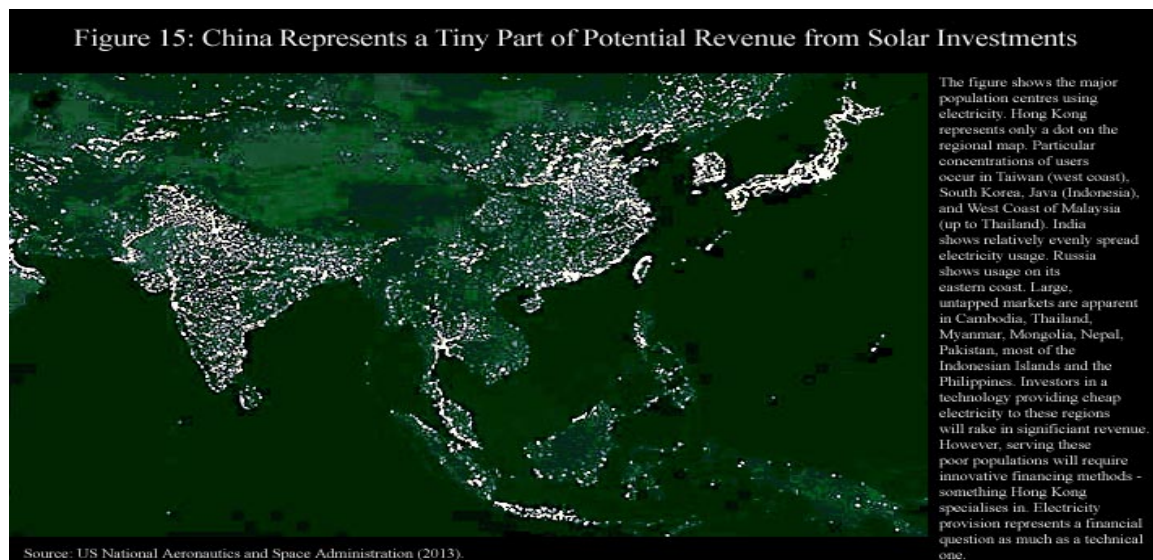 Figure 15: China Represents a Tiny Part of Potential Revenue from Solar Investments
The figure shows the major
population centres using
electricity. Hong Kong
represents only a dot on the
regional map. Particular
concentrations of users
occur in Taiwan (west coast),
South Korea, Java (Indonesia),
and West Coast of Malaysia
(up to Thailand). India
shows relatively evenly spread
electricity usage. Russia
shows usage on its
eastern coast. Large,
untapped markets are apparent
in Cambodia, Thailand,
Myanmar, Mongolia, Nepal,
Pakistan, most of the
Indonesian Islands and the
Philippines. Investors in a
technology providing cheap
electricity to these regions
will rake in significiant revenue.
However, serving these
poor populations will require
innovative financing methods -
something Hong Kong
specialises in. Electricity
provision represents a financial
question as much as a technical
one.
Source: US National Aeronautics and Space Administration (2013).